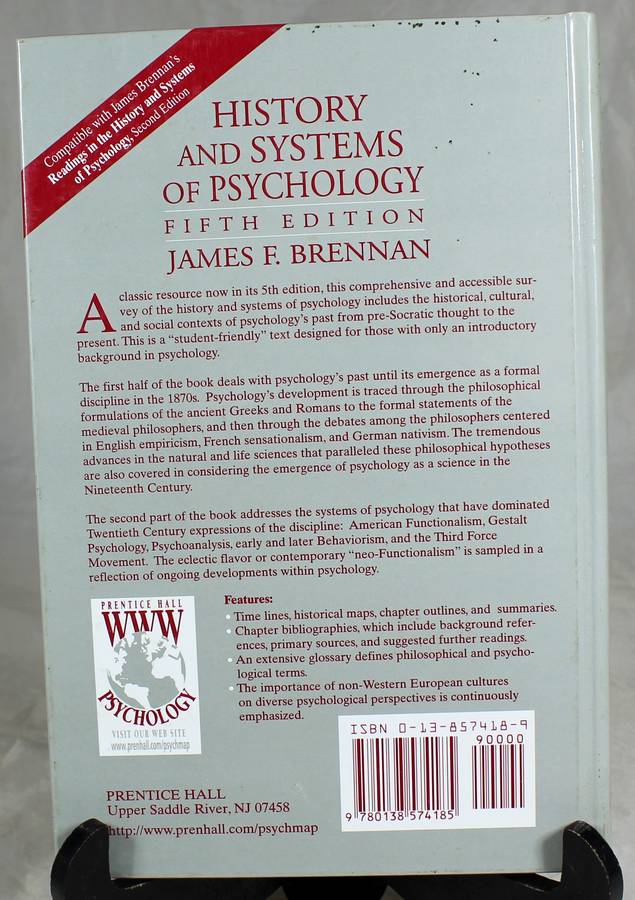 Compatible with James Brennan's
Readings in the History and Systems
of Psychology, Second Edition
HISTORY
AND SYSTEMS
OF PSYCHOLOGY
FIFTH EDITION
JAMES F. BRENNAN
A classic resource now in its 5th edition, this comprehensive and accessible sur-
vey of the history and systems of psychology includes the historical, cultural,
and social contexts of psychology's past from pre-Socratic thought to the
present. This is a “student-friendly” text designed for those with only an introductory
background in psychology.
The first half of the book deals with psychology's past until its emergence as a formal
discipline in the 1870s. Psychology's development is traced through the philosophical
formulations of the ancient Greeks and Romans to the formal statements of the
medieval philosophers, and then through the debates among the philosophers centered
in English empiricism, French sensationalism, and German nativism. The tremendous
advances in the natural and life sciences that paralleled these philosophical hypotheses
are also covered in considering the emergence of psychology as a science in the
Nineteenth Century.
The second part of the book addresses the systems of psychology that have dominated
Twentieth Century expressions of the discipline: American Functionalism, Gestalt
Psychology, Psychoanalysis, early and later Behaviorism, and the Third Force
Movement. The eclectic flavor or contemporary “neo-Functionalism” is sampled in a
reflection of ongoing developments within psychology.
PRENTICE HALL
WWW
PSYCHOLOGY
VISIT OUR WEB SITE
www.prenhall.com/psychmap
Features:
• Time lines, historical maps, chapter outlines, and summaries.
• Chapter bibliographies, which include background refer-
ences, primary sources, and suggested further readings.
• An extensive glossary defines philosophical and psycho-
logical terms.
• The importance of non-Western European cultures
on diverse psychological perspectives is continuously
emphasized.
ISBN 0-13-857418-9
90000
9 780138 574185
PRENTICE HALL
Upper Saddle River, NJ 07458
http://www.prenhall.com/psychmap